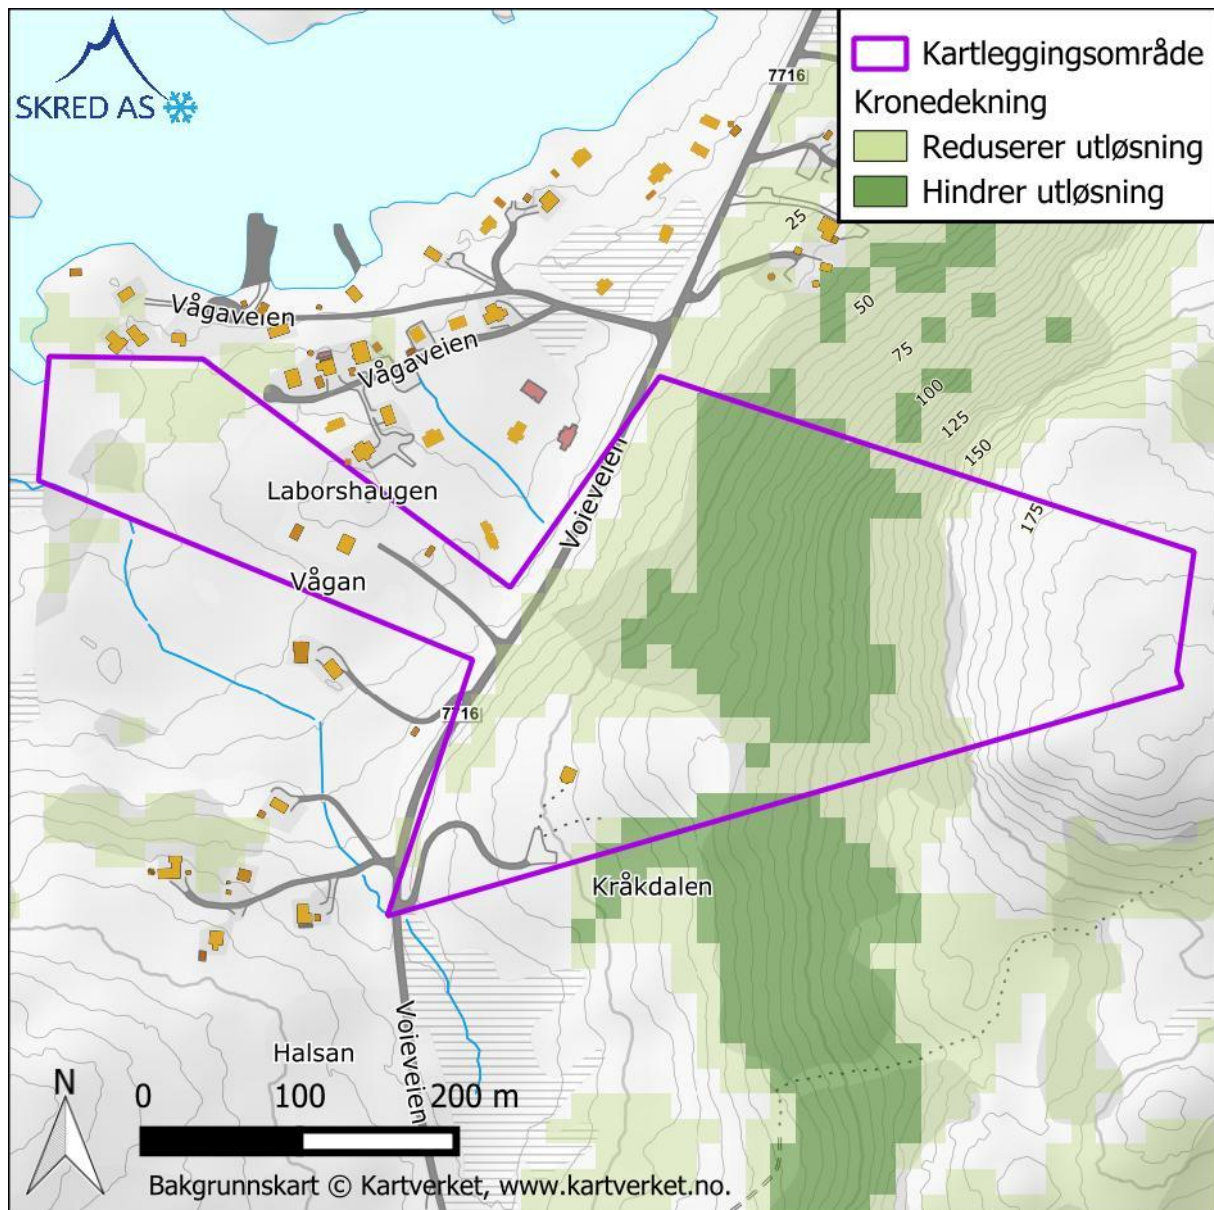 SKRED AS
Kartleggingsområde
Kronedekning
Reduserer utløsning
Hindrer utløsning
7716
25
50
75
100
125
150
175
Vågaveien
Vågaveien
Voieveien
Laborshaugen
Vågan
7716
Kråkdalen
Voieveien
Halsan
N
0 100 200 m
Bakgrunnskart © Kartverket, www.kartverket.no.